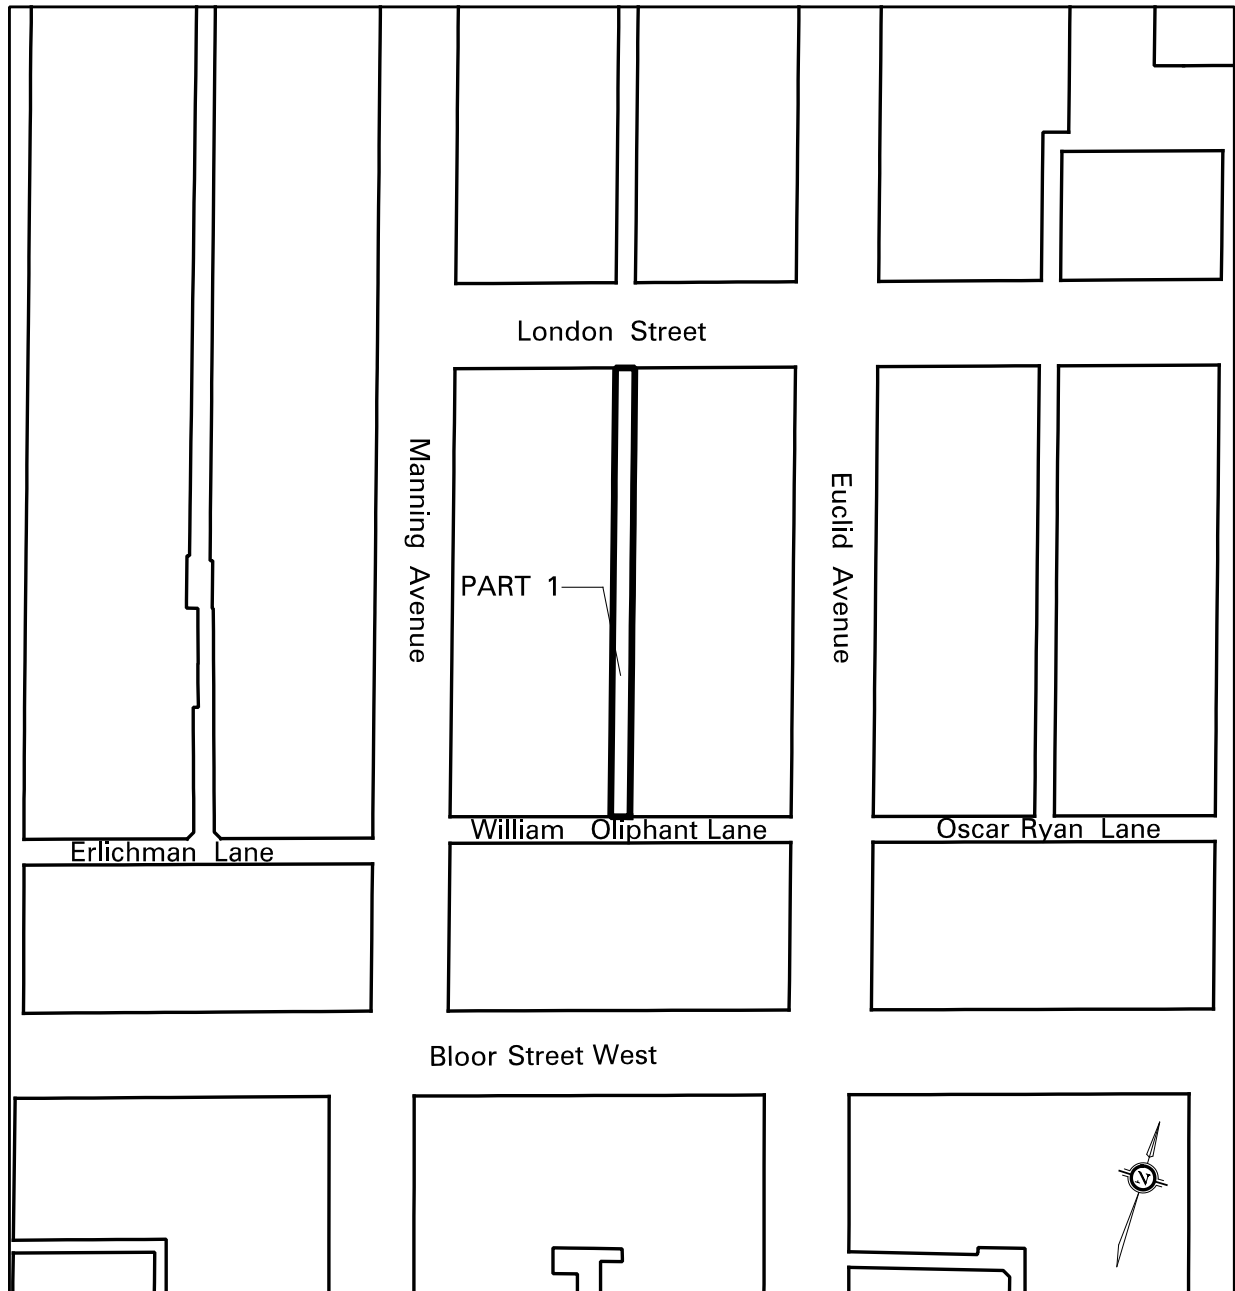 London Street
Manning Avenue
Euclid Avenue
PART 1
William Oliphant Lane
Oscar Ryan Lane
Erlichman Lane
Bloor Street West
N